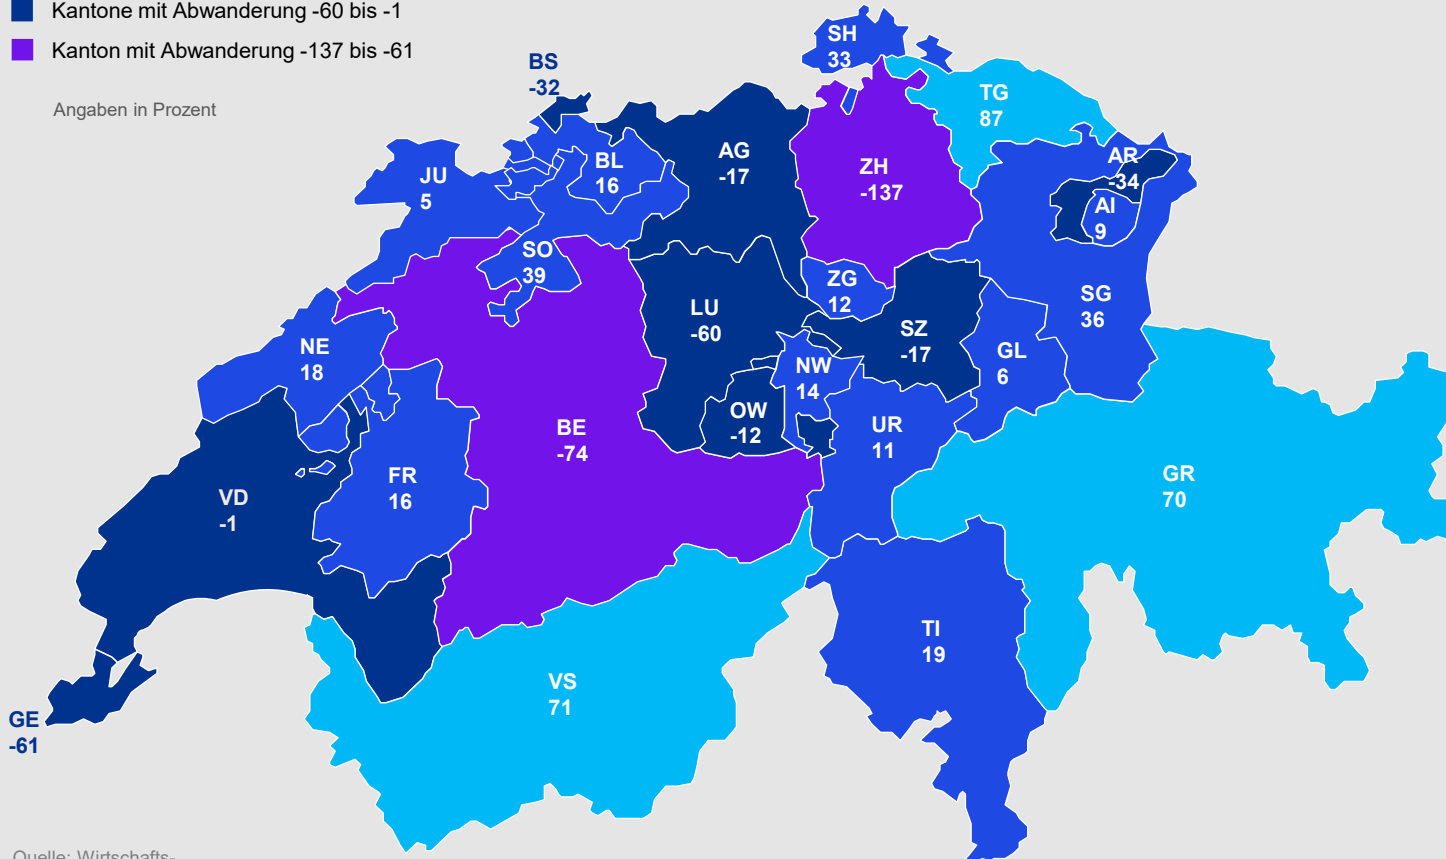 Kantone mit Abwanderung -60 bis -1
Kanton mit Abwanderung -137 bis -61
Angaben in Prozent
SH
33
BS
-32
TG
87
AG
-17
BL
16
ZH
-137
AR
-34
JU
5
AI
9
SO
39
ZG
12
SG
36
LU
-60
SZ
-17
NE
18
GL
6
NW
14
OW
-12
BE
-74
UR
11
FR
16
GR
70
VD
-1
TI
19
VS
71
GE
-61
Quelle: Wirtschafts-